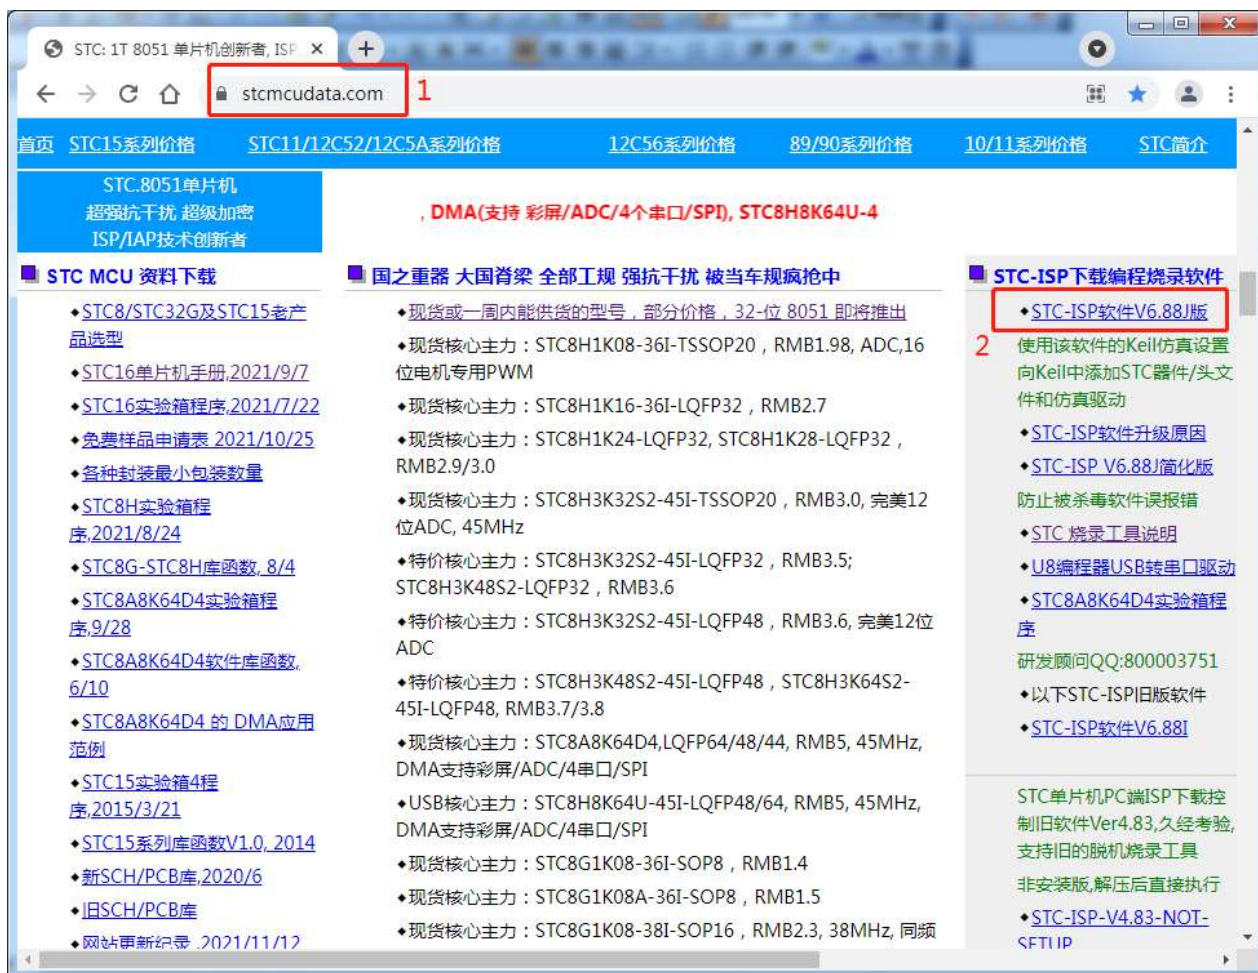 STC: 1T 8051 单片机创新者, ISP
stcmcudata.com
1
首页 STC15系列价格 STC11/12C52/12C5A系列价格 12C56系列价格 89/90系列价格 10/11系列价格 STC简介
STC.8051单片机
超强抗干扰 超级加密
ISP/IAP技术创新者
, DMA(支持 彩屏/ADC/4个串口/SPI), STC8H8K64U-4
STC MCU 资料下载
◆STC8/STC32G及STC15老产
品选型
◆STC16单片机手册,2021/9/7
◆STC16实验箱程序,2021/7/22
◆免费样品申请表 2021/10/25
◆各种封装最小包装数量
◆STC8H实验箱程
序,2021/8/24
◆STC8G-STC8H库函数, 8/4
◆STC8A8K64D4实验箱程
序,9/28
◆STC8A8K64D4软件库函数,
6/10
◆STC8A8K64D4 的 DMA应用
范例
◆STC15实验箱4程
序,2015/3/21
◆STC15系列库函数V1.0, 2014
◆新SCH/PCB库,2020/6
◆旧SCH/PCB库
◆网站更新纪录 ,2021/11/12
国之重器 大国脊梁 全部工规 强抗干扰 被当车规疯抢中
◆现货或一周内能供货的型号，部分价格，32-位 8051 即将推出
◆现货核心主力：STC8H1K08-36I-TSSOP20，RMB1.98, ADC,16
位电机专用PWM
◆现货核心主力：STC8H1K16-36I-LQFP32，RMB2.7
◆现货核心主力：STC8H1K24-LQFP32, STC8H1K28-LQFP32，
RMB2.9/3.0
◆现货核心主力：STC8H3K32S2-45I-TSSOP20，RMB3.0, 完美12
位ADC, 45MHz
◆特价核心主力：STC8H3K32S2-45I-LQFP32，RMB3.5;
STC8H3K48S2-LQFP32，RMB3.6
◆特价核心主力：STC8H3K32S2-45I-LQFP48，RMB3.6, 完美12位
ADC
◆特价核心主力：STC8H3K48S2-45I-LQFP48，STC8H3K64S2-
45I-LQFP48, RMB3.7/3.8
◆现货核心主力：STC8A8K64D4,LQFP64/48/44, RMB5, 45MHz,
DMA支持彩屏/ADC/4串口/SPI
◆USB核心主力：STC8H8K64U-45I-LQFP48/64, RMB5, 45MHz,
DMA支持彩屏/ADC/4串口/SPI
◆现货核心主力：STC8G1K08-36I-SOP8，RMB1.4
◆现货核心主力：STC8G1K08A-36I-SOP8，RMB1.5
◆现货核心主力：STC8G1K08-38I-SOP16，RMB2.3, 38MHz, 同频
STC-ISP下载编程烧录软件
◆STC-ISP软件V6.88J版
2
使用该软件的Keil仿真设置
向Keil中添加STC器件/头文
件和仿真驱动
◆STC-ISP软件升级原因
◆STC-ISP V6.88J简化版
防止被杀毒软件误报错
◆STC 烧录工具说明
◆U8编程器USB转串口驱动
◆STC8A8K64D4实验箱程
序
研发顾问QQ:800003751
◆以下STC-ISP旧版软件
◆STC-ISP软件V6.88I
STC单片机PC端ISP下载控
制旧软件Ver4.83,久经考验,
支持旧的脱机烧录工具
非安装版,解压后直接执行
◆STC-ISP-V4.83-NOT-
SETUP